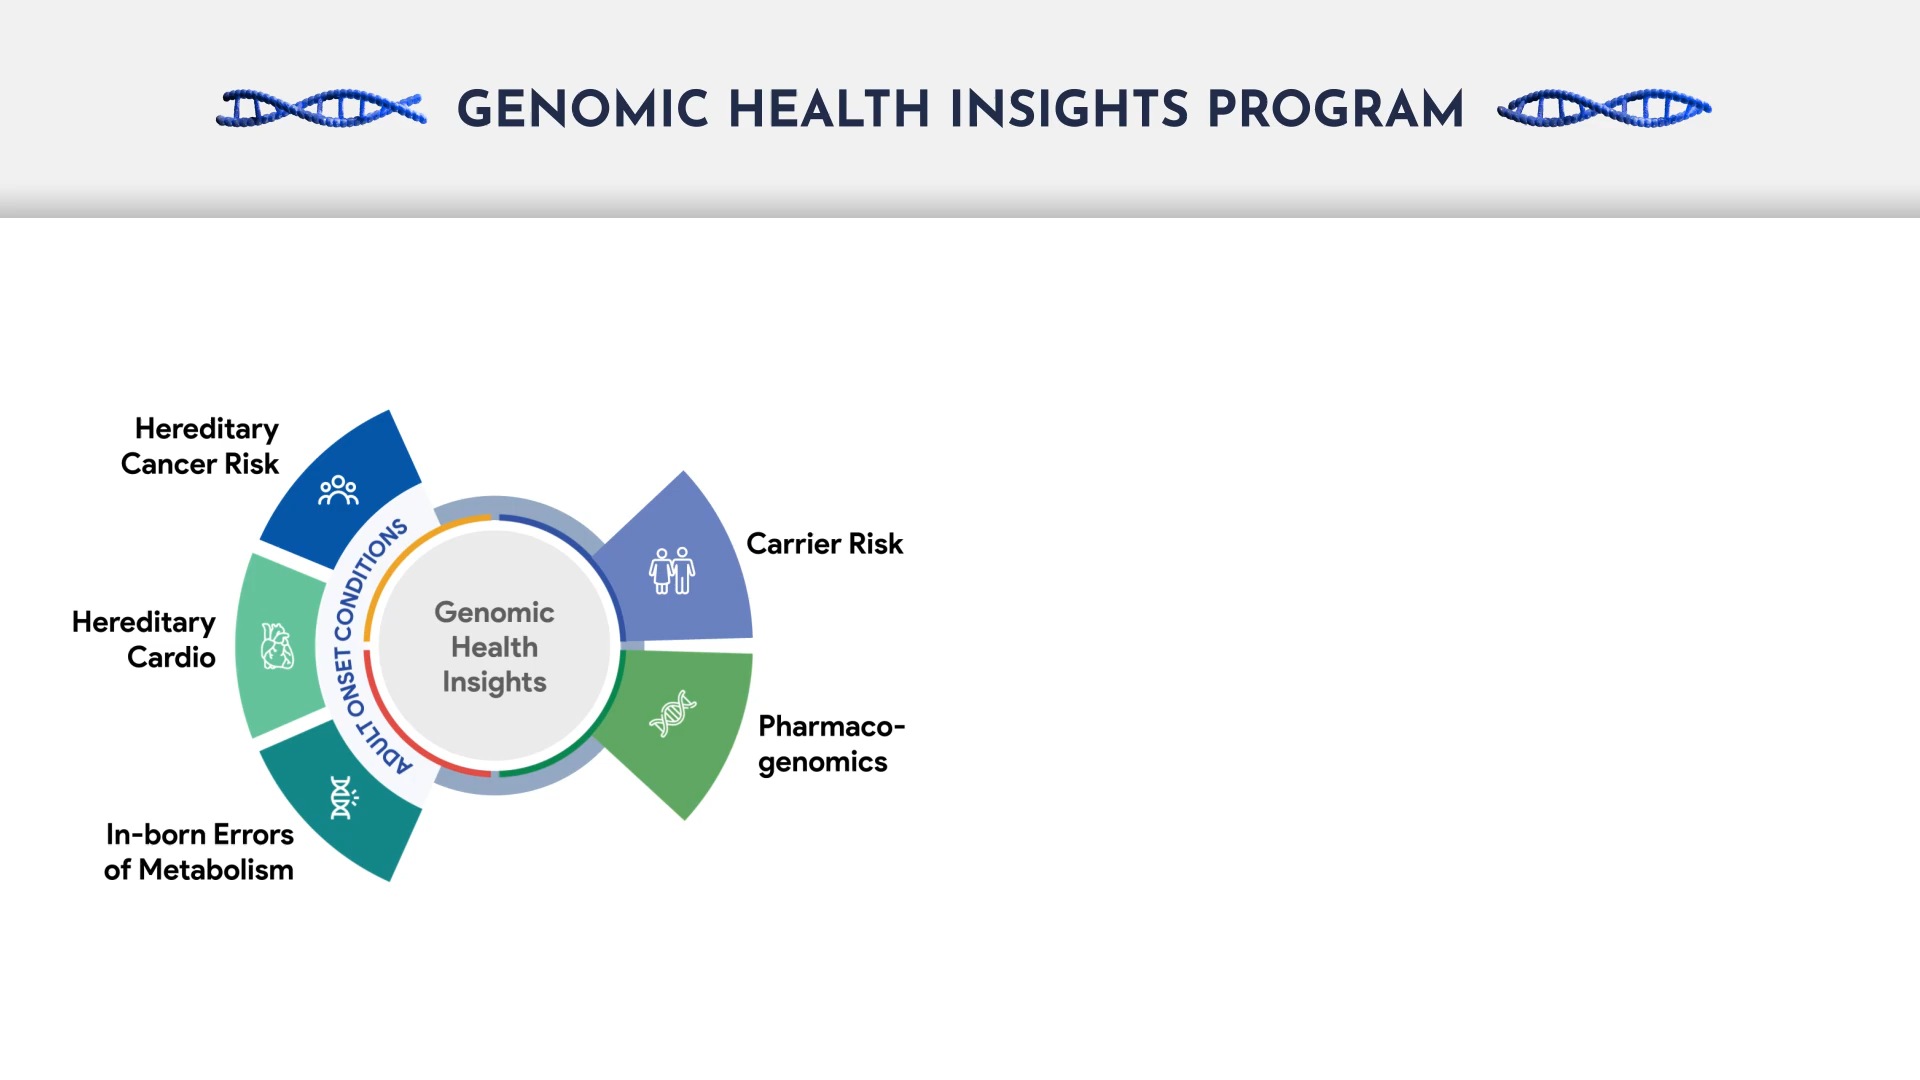 GENOMIC HEALTH INSIGHTS PROGRAM
Hereditary
Cancer Risk
Hereditary
Cardio
In-born Errors
of Metabolism
ADULT ONSET CONDITIONS
Genomic
Health
Insights
Carrier Risk
Pharmaco-
genomics